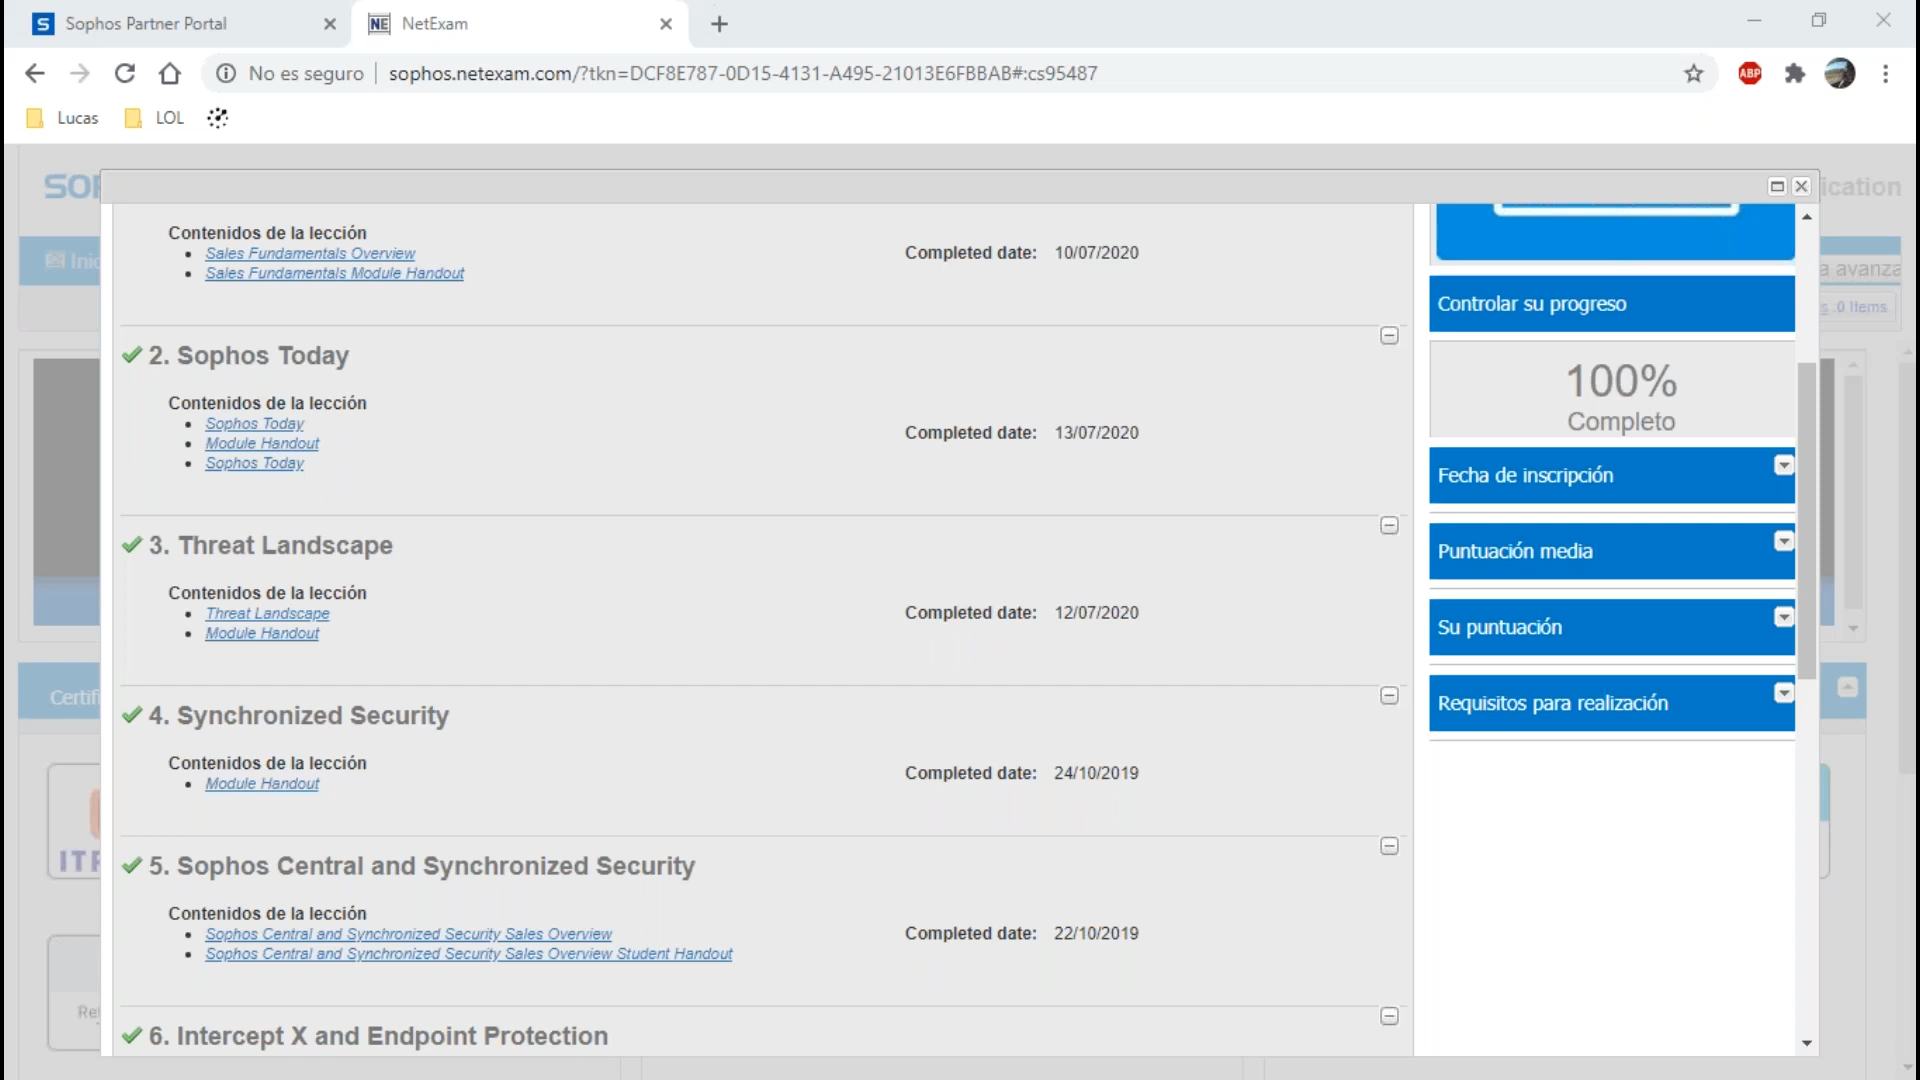 Sophos Partner Portal
NetExam
No es seguro
sophos.netexam.com/?tkn=DCF8E787-0D15-4131-A495-21013E6FBBAB#:cs95487
ABP
Lucas
LOL
Contenidos de la lección
Sales Fundamentals Overview
Sales Fundamentals Module Handout
Completed date: 10/07/2020
2. Sophos Today
Contenidos de la lección
Sophos Today
Module Handout
Sophos Today
Completed date: 13/07/2020
3. Threat Landscape
Contenidos de la lección
Threat Landscape
Module Handout
Completed date: 12/07/2020
4. Synchronized Security
Contenidos de la lección
Module Handout
Completed date: 24/10/2019
5. Sophos Central and Synchronized Security
Contenidos de la lección
Sophos Central and Synchronized Security Sales Overview
Sophos Central and Synchronized Security Sales Overview Student Handout
Completed date: 22/10/2019
6. Intercept X and Endpoint Protection
Controlar su progreso
100%
Completo
Fecha de inscripción
Puntuación media
Su puntuación
Requisitos para realización
0 Items